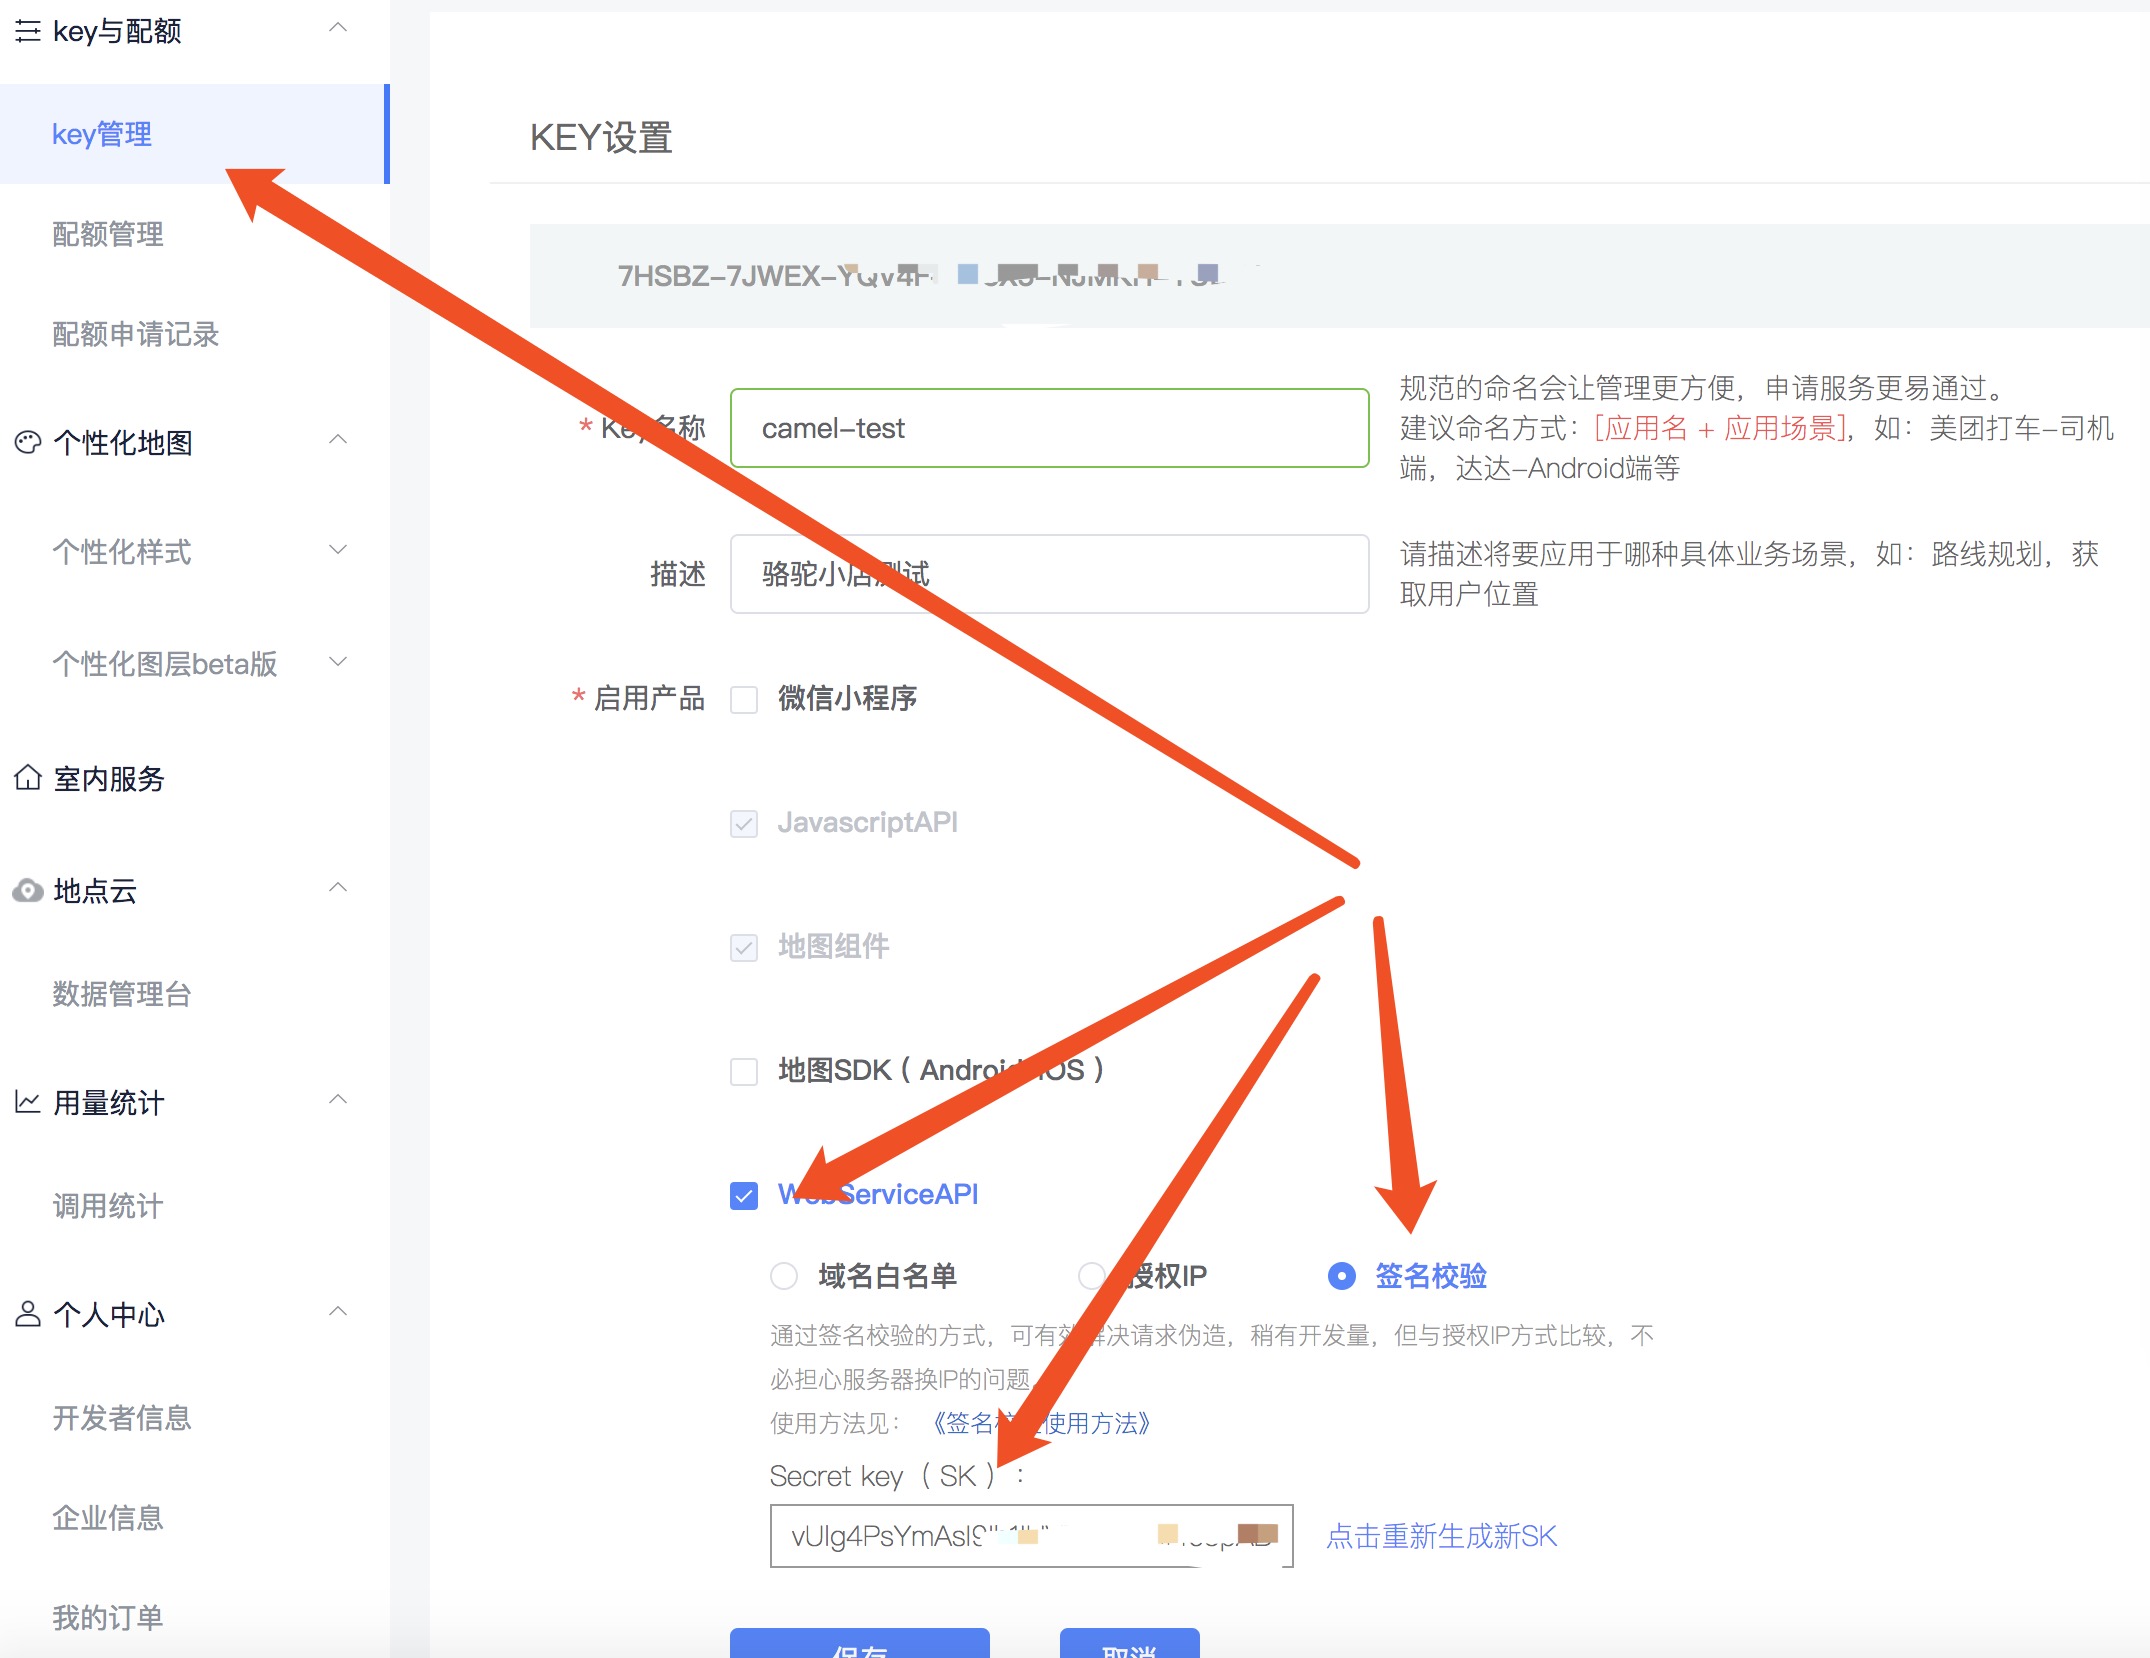 key与配额
key管理
配额管理
配额申请记录
个性化地图
个性化样式
个性化图层beta版
室内服务
地点云
数据管理台
用量统计
调用统计
个人中心
开发者信息
企业信息
我的订单
KEY设置
7HSBZ-7JWEX-
* Key名称
camel-test
规范的命名会让管理更方便，申请服务更易通过。
建议命名方式：[应用名 + 应用场景]，如：美团打车-司机
端，达达-Android端等
描述
骆驼小店测试
请描述将要应用于哪种具体业务场景，如：路线规划，获
取用户位置
* 启用产品
微信小程序
JavascriptAPI
地图组件
地图SDK（Android iOS）
WebServiceAPI
域名白名单
授权IP
签名校验
通过签名校验的方式，可有效解决请求伪造，稍有开发量，但与授权IP方式比较，不
必担心服务器换IP的问题
使用方法见：《签名校验使用方法》
Secret key （SK）：
vUlg4PsYmAsI9
点击重新生成新SK
保存
取消